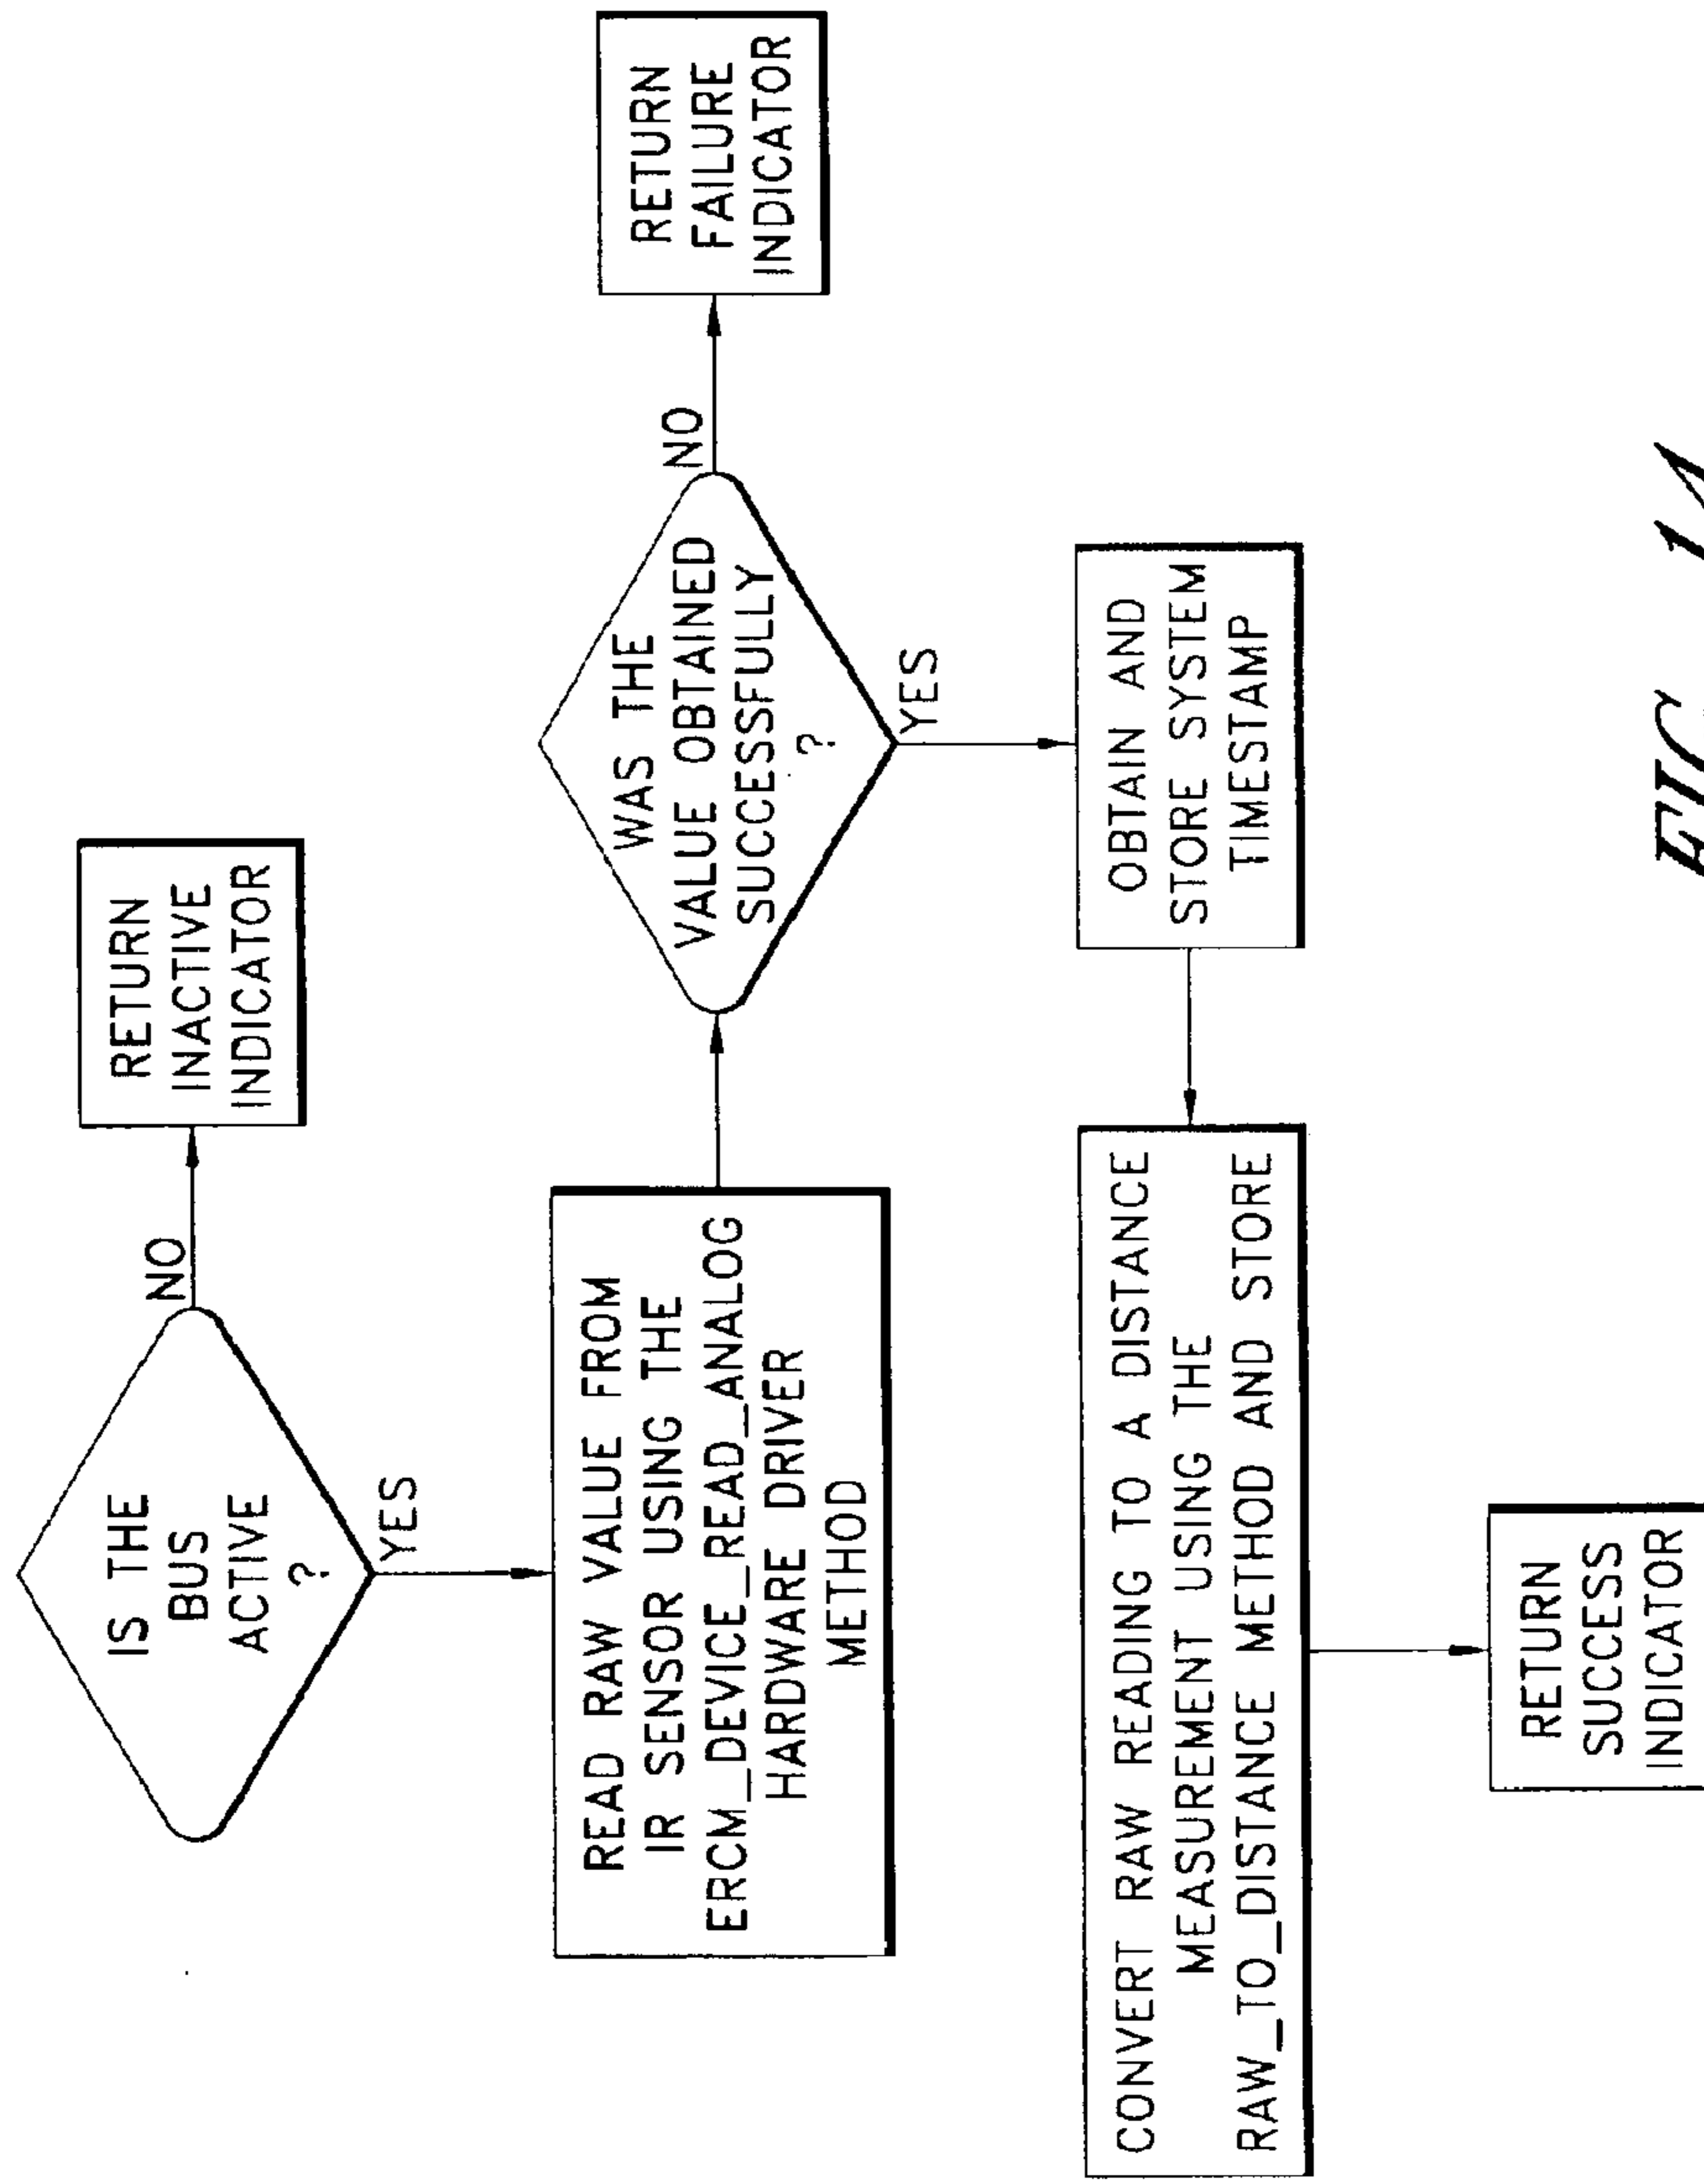 IS THE
BUS
ACTIVE
?
NO
RETURN
INACTIVE
INDICATOR
YES
READ RAW VALUE FROM
IR SENSOR USING THE
ERCM_DEVICE_READ_ANALOG
HARDWARE DRIVER
METHOD
WAS THE
VALUE OBTAINED
SUCCESSFULLY
?
NO
RETURN
FAILURE
INDICATOR
YES
OBTAIN AND
STORE SYSTEM
TIMESTAMP
CONVERT RAW READING TO A DISTANCE
MEASUREMENT USING THE
RAW_TO_DISTANCE METHOD AND STORE
RETURN
SUCCESS
INDICATOR
FIG.